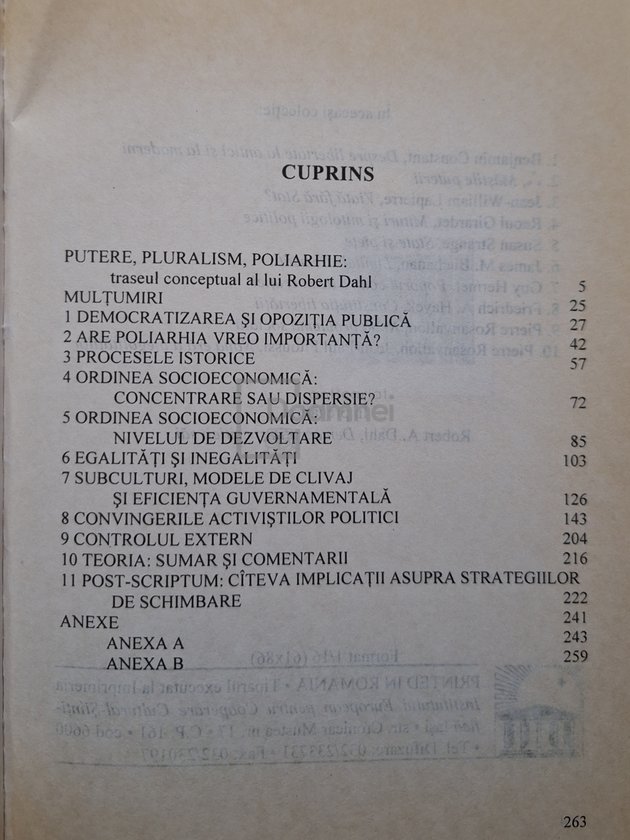 CUPRINS
PUTERE, PLURALISM, POLIARHIE:
traseul conceptual al lui Robert Dahl 5
MULȚUMIRI 25
1 DEMOCRATIZAREA ȘI OPOZIȚIA PUBLICĂ 27
2 ARE POLIARHIA VREO IMPORTANȚĂ? 42
3 PROCESELE ISTORICE 57
4 ORDINEA SOCIOECONOMICĂ:
CONCENTRARE SAU DISPERSIE? 72
5 ORDINEA SOCIOECONOMICĂ:
NIVELUL DE DEZVOLTARE 85
6 EGALITĂȚI ȘI INEGALITĂȚI 103
7 SUBCULTURI, MODELE DE CLIVAJ
ȘI EFICIENȚA GUVERNAMENTALĂ 126
8 CONVINGERILE ACTIVIȘTILOR POLITICI 143
9 CONTROLUL EXTERN 204
10 TEORIA: SUMAR ȘI COMENTARII 216
11 POST-SCRIPTUM: CÎTEVA IMPLICAȚII ASUPRA STRATEGIILOR
DE SCHIMBARE 222
ANEXE 241
ANEXA A 243
ANEXA B 259
263